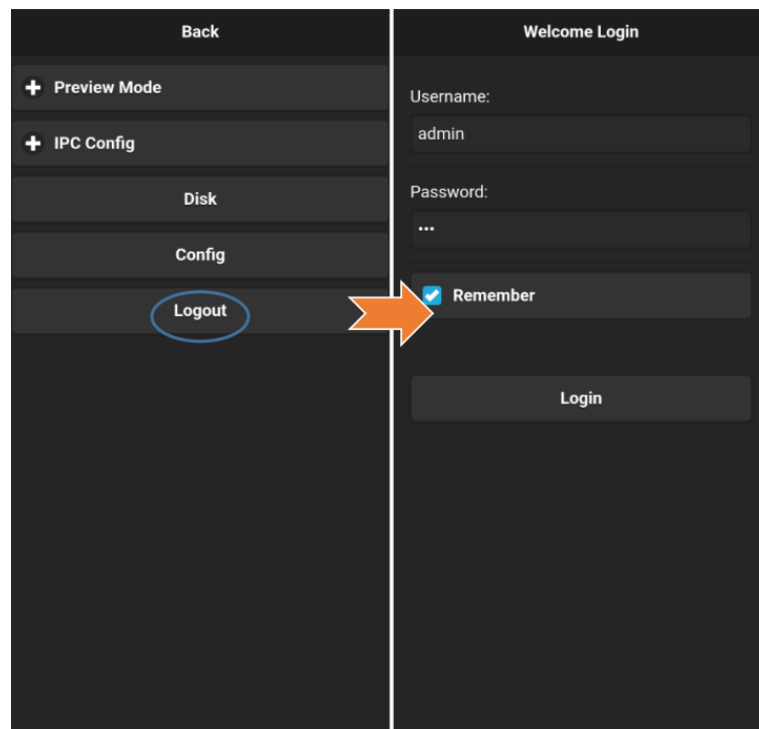 Back
Preview Mode
IPC Config
Disk
Config
Logout
Welcome Login
Username:
admin
Password:
•••
Remember
Login